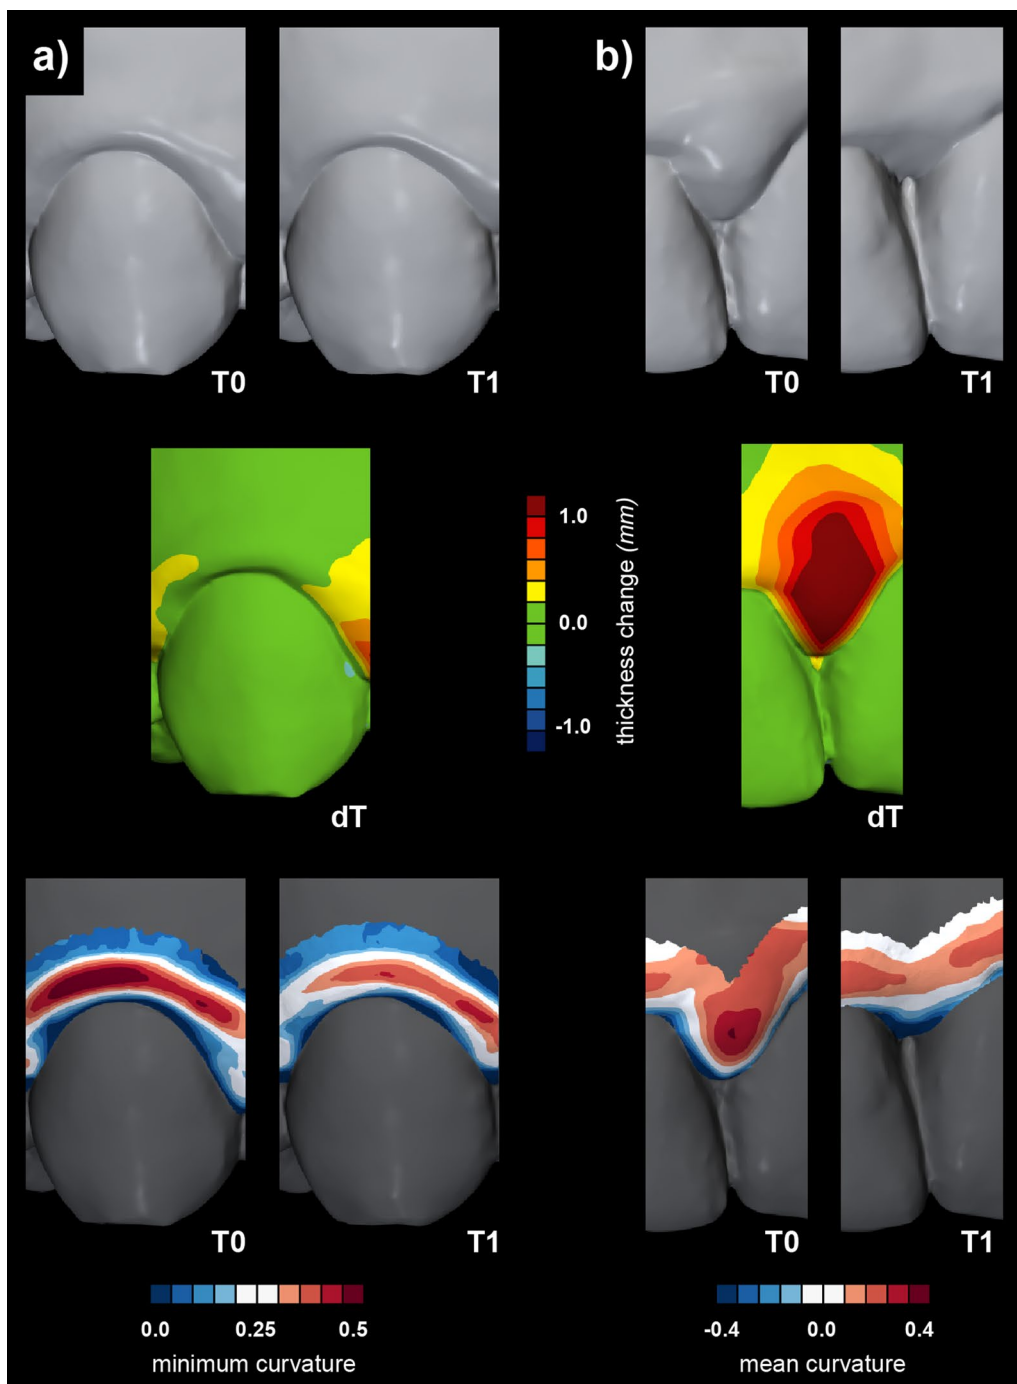 a)
b)
T0
T1
T0
T1
1.0
0.0
-1.0
thickness change (mm)
dT
dT
T0
T1
T0
T1
0.0
0.25
0.5
minimum curvature
-0.4
0.0
0.4
mean curvature